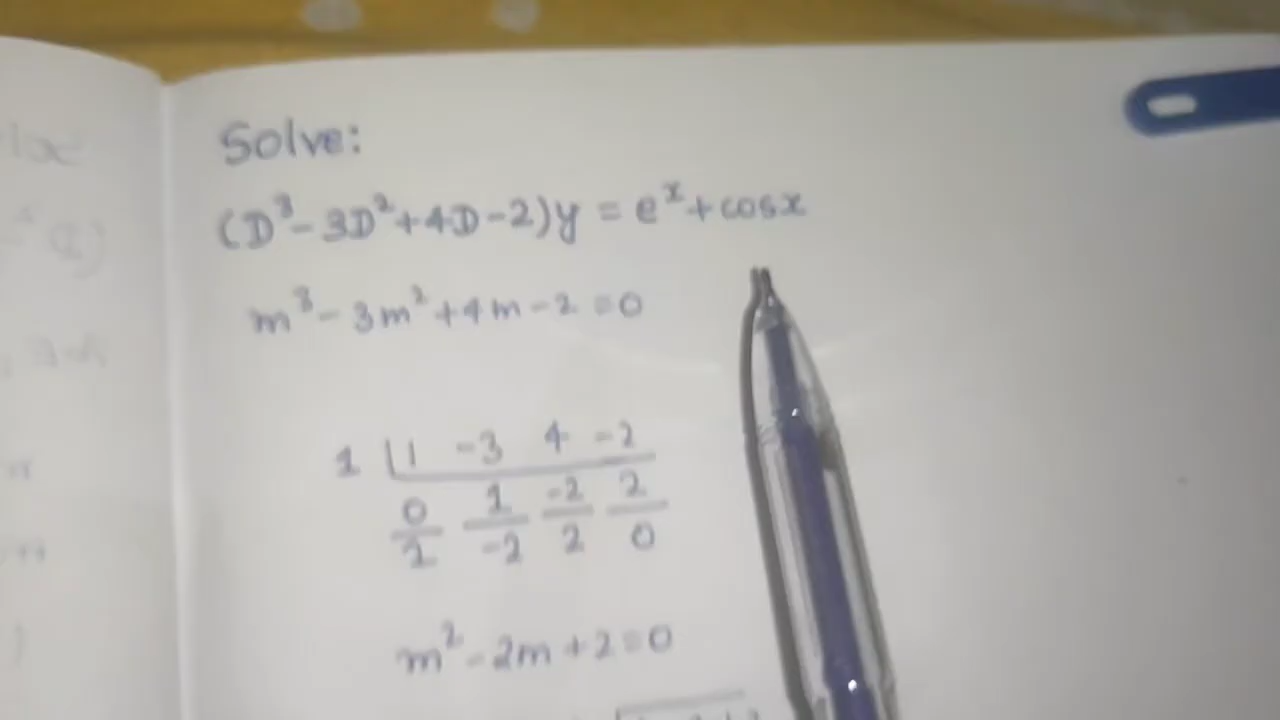 Solve:
(D³ - 3D² + 4D - 2)y = eˣ + cosx
m³ - 3m² + 4m - 2 = 0
1 | 1 -3 4 -2
0 1 -2 2
1 -2 2 0
m² - 2m + 2 = 0